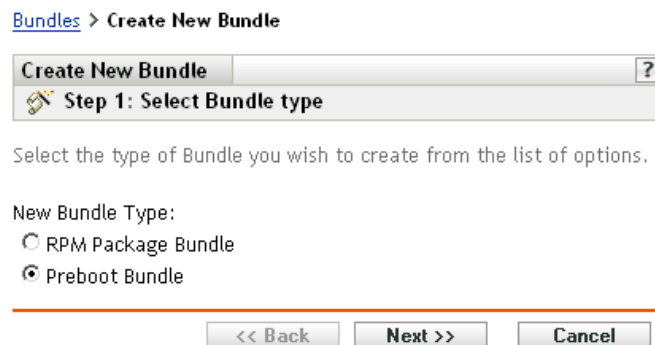 Bundles > Create New Bundle
Create New Bundle ?
Step 1: Select Bundle type
Select the type of Bundle you wish to create from the list of options.
New Bundle Type:
RPM Package Bundle
Preboot Bundle
<< Back Next >> Cancel